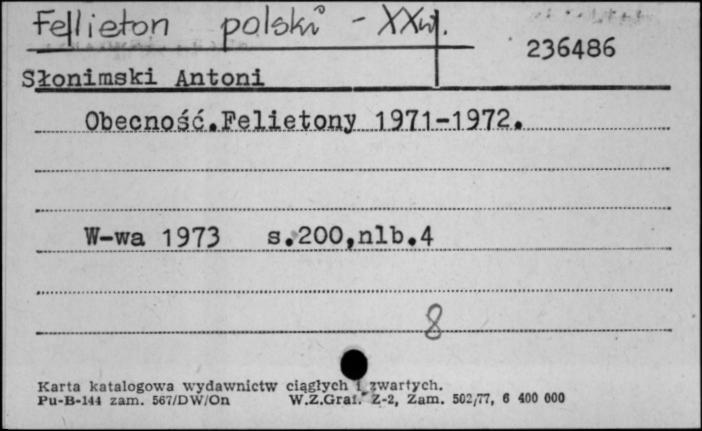 Fellieton polski - XXw.
236486
Słonimski Antoni
Obecność.Felietony 1971-1972.
W-wa 1973 s.200,nlb.4
8
Karta katalogowa wydawnictw ciągłych i zwartych.
Pu-B-144 zam. 567/DW/On W.Z.Graf. Z-2, Zam. 502/77, 6 400 000